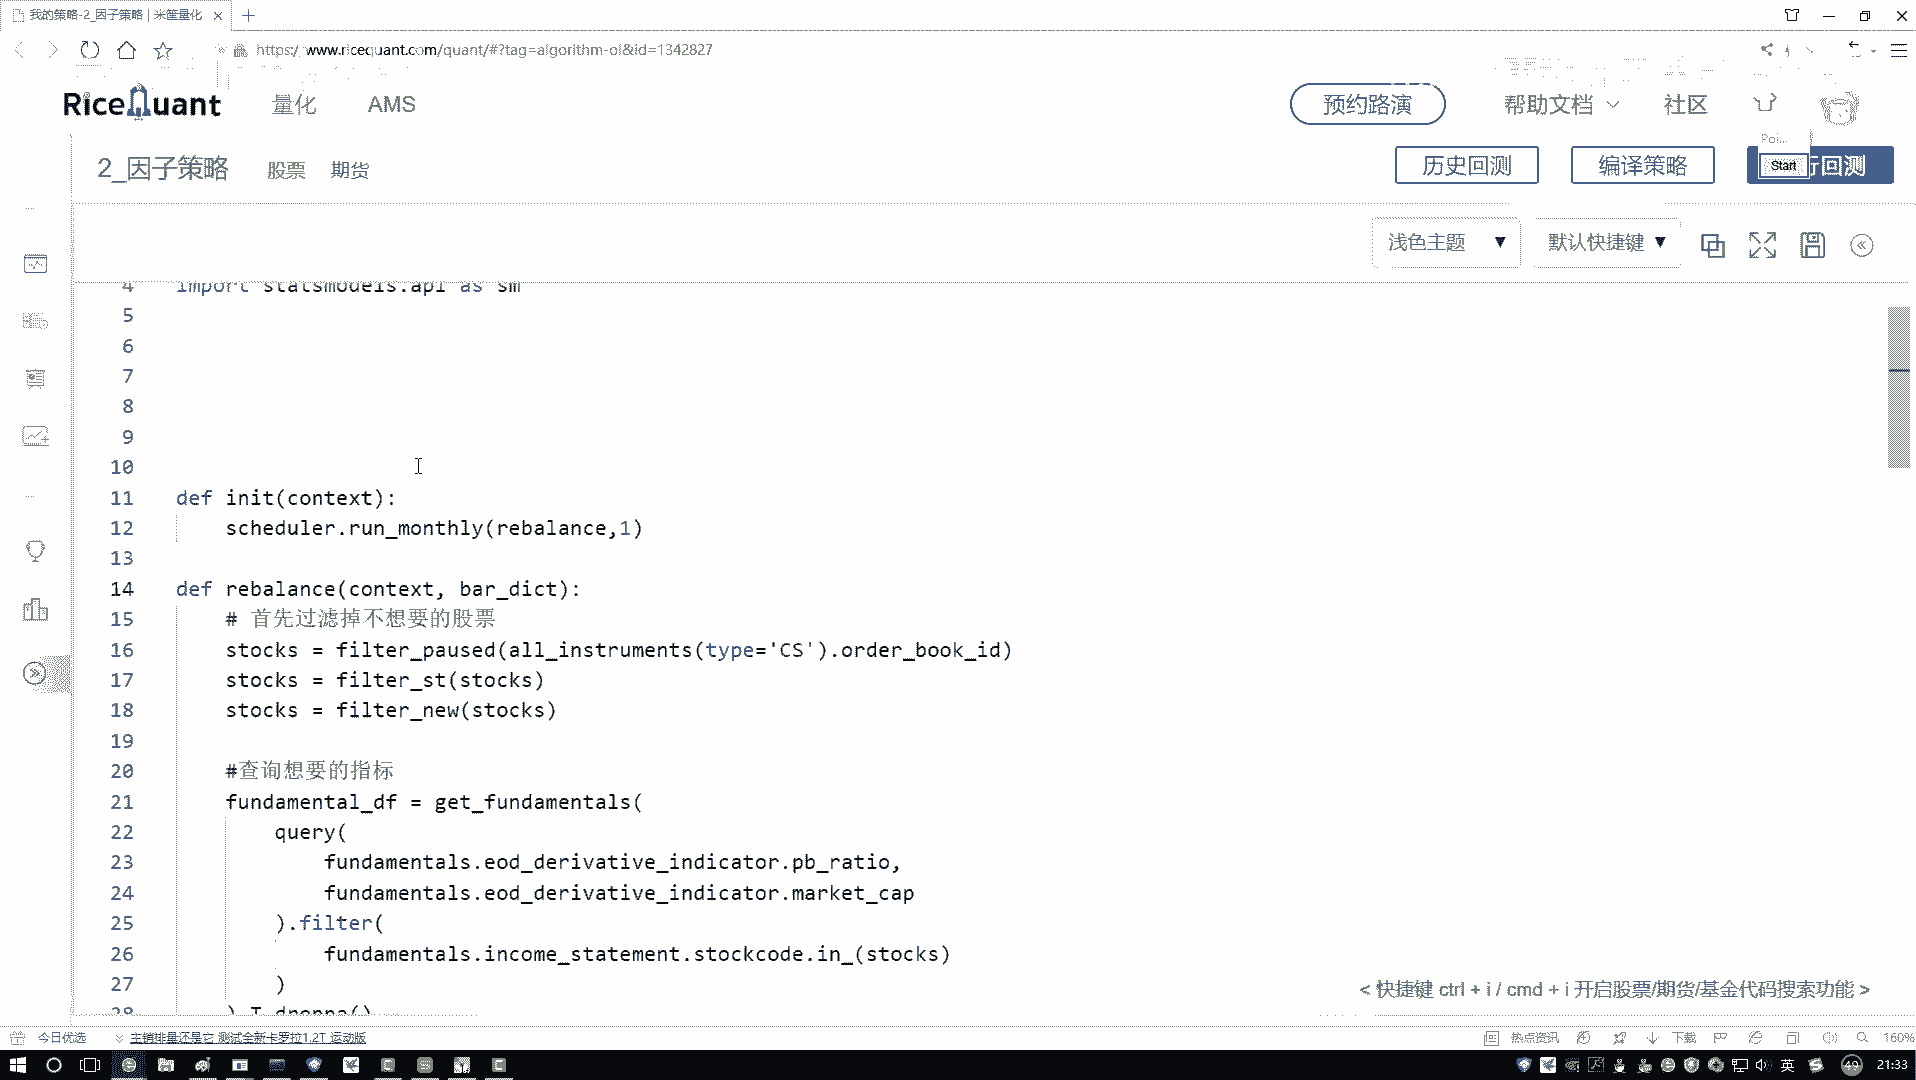 我的策略-2_因子策略 | 米筐量化
https://www.ricequant.com/quant/#?tag=algorithm-ol&id=1342827
RiceQuant 量化 AMS 预约路演 帮助文档 社区
Poi...
2_因子策略 股票 期货 历史回测 编译策略 Start 行回测
浅色主题 ▼ 默认快捷键 ▼
4 import statsmodels.api as sm
5
6
7
8
9
10
11 def init(context):
12 scheduler.run_monthly(rebalance,1)
13
14 def rebalance(context, bar_dict):
15 # 首先过滤掉不想要的股票
16 stocks = filter_paused(all_instruments(type='CS').order_book_id)
17 stocks = filter_st(stocks)
18 stocks = filter_new(stocks)
19
20 #查询想要的指标
21 fundamental_df = get_fundamentals(
22 query(
23 fundamentals.eod_derivative_indicator.pb_ratio,
24 fundamentals.eod_derivative_indicator.market_cap
25 ).filter(
26 fundamentals.income_statement.stockcode.in_(stocks)
27 )
28 ).T.dropna()
< 快捷键 ctrl + i / cmd + i 开启股票/期货/基金代码搜索功能 >
今日优选 主销排量还是它 测试全新卡罗拉1.2T 运动版 热点资讯 下载 160%
英 49 21:33